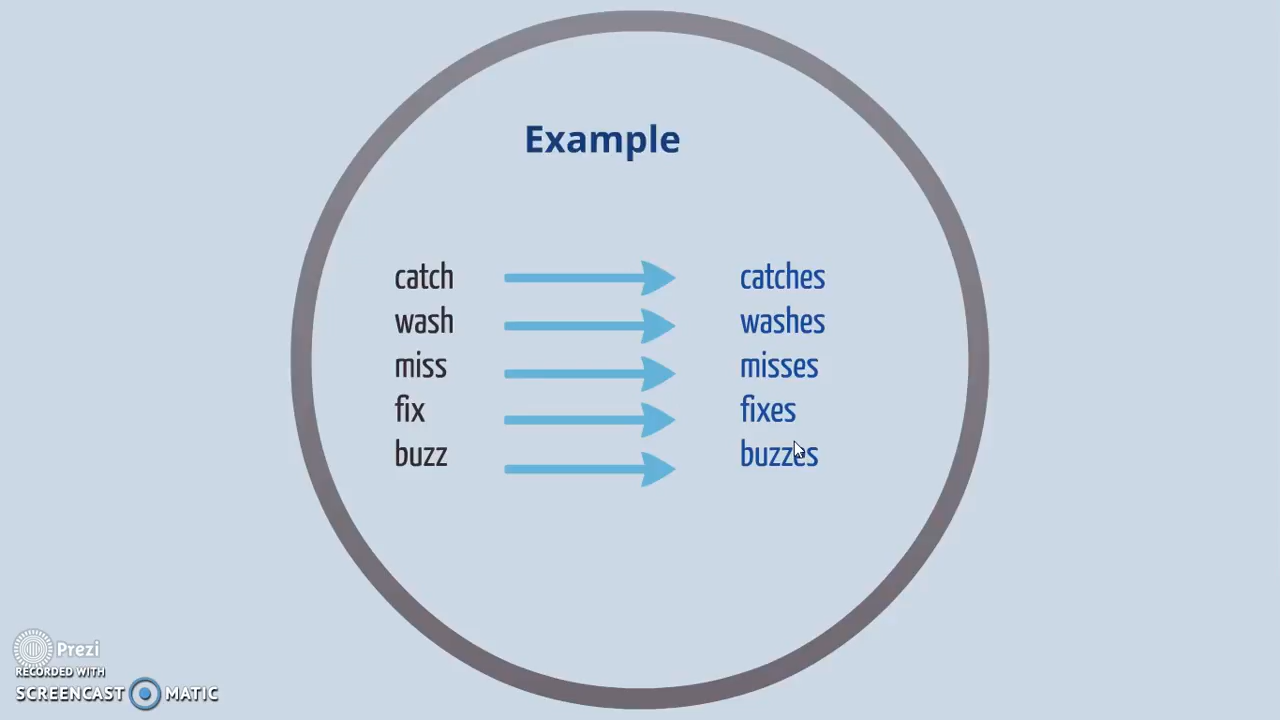 Example
catch catches
wash washes
miss misses
fix fixes
buzz buzzes
Prezi
RECORDED WITH
SCREENCAST MATIC